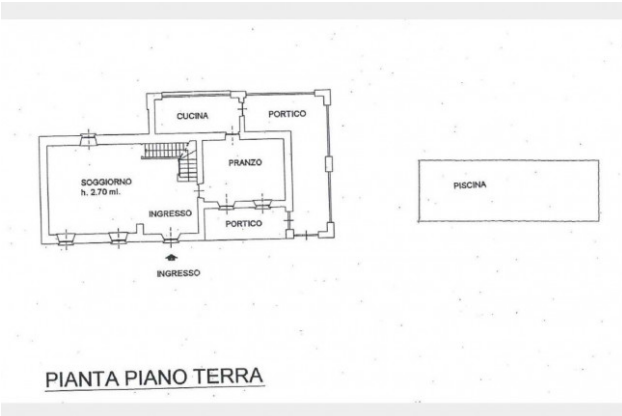 CUCINA
PORTICO
PRANZO
SOGGIORNO
h. 2.70 ml.
PISCINA
INGRESSO
PORTICO
INGRESSO
PIANTA PIANO TERRA